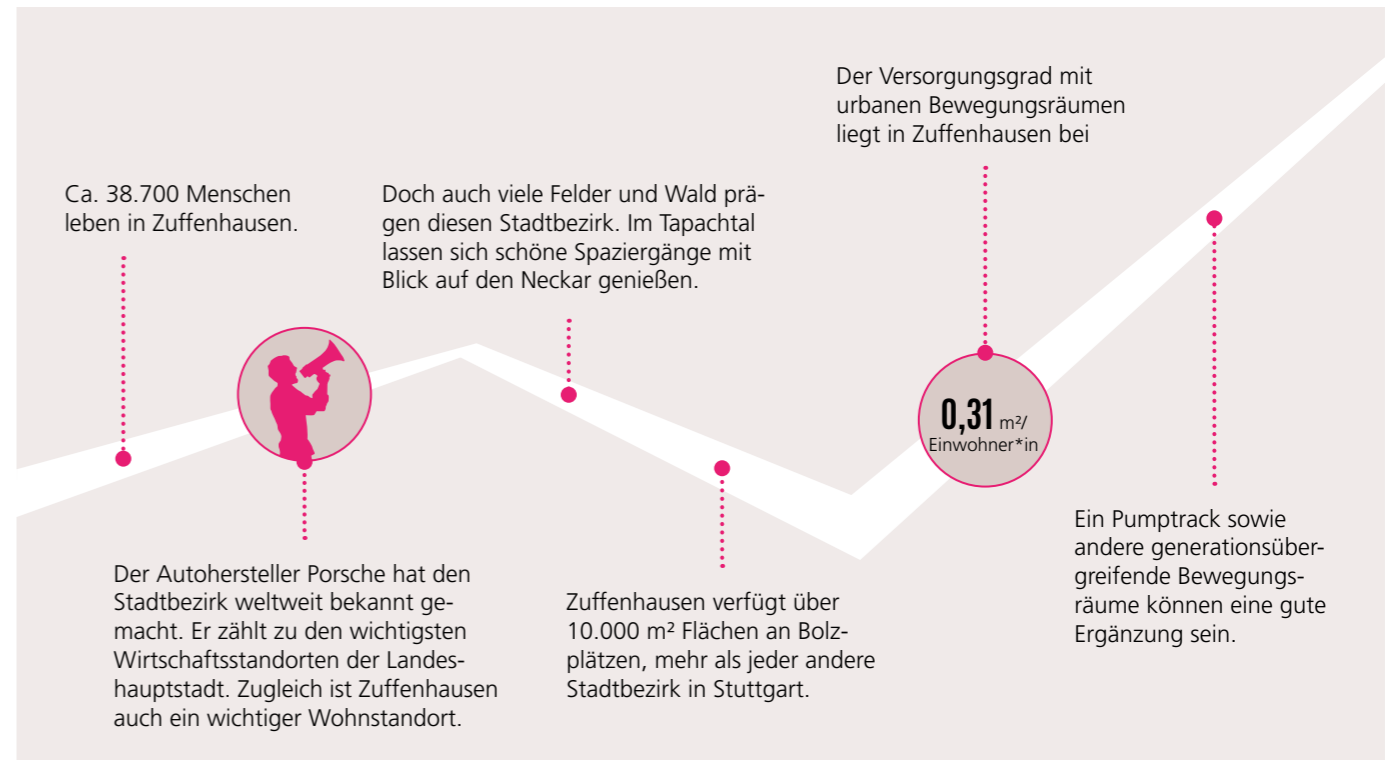 Ca. 38.700 Menschen
leben in Zuffenhausen.
Der Autohersteller Porsche hat den
Stadtbezirk weltweit bekannt ge-
macht. Er zählt zu den wichtigsten
Wirtschaftsstandorten der Landes-
hauptstadt. Zugleich ist Zuffenhausen
auch ein wichtiger Wohnstandort.
Doch auch viele Felder und Wald prä-
gen diesen Stadtbezirk. Im Tapachtal
lassen sich schöne Spaziergänge mit
Blick auf den Neckar genießen.
Zuffenhausen verfügt über
10.000 m² Flächen an Bolz-
plätzen, mehr als jeder andere
Stadtbezirk in Stuttgart.
Der Versorgungsgrad mit
urbanen Bewegungsräumen
liegt in Zuffenhausen bei
0,31 m²/
Einwohner*in
Ein Pumptrack sowie
andere generationsüber-
greifende Bewegungs-
räume können eine gute
Ergänzung sein.